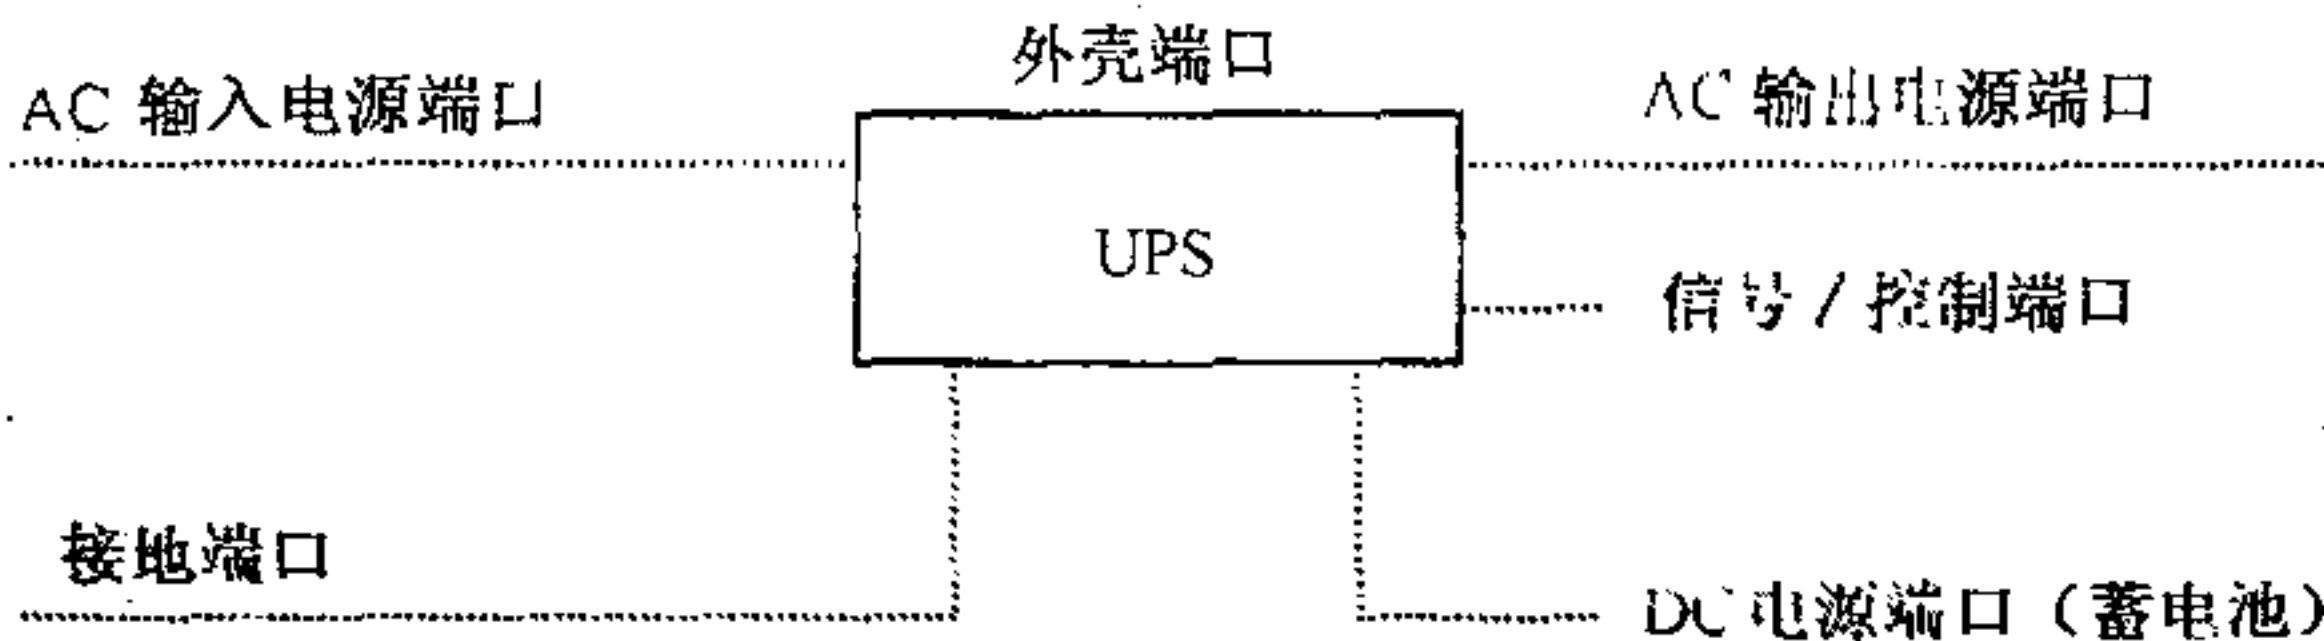 外壳端口
AC 输入电源端口
AC 输出电源端口
UPS
信号 / 控制端口
接地端口
DC 电源端口（蓄电池）